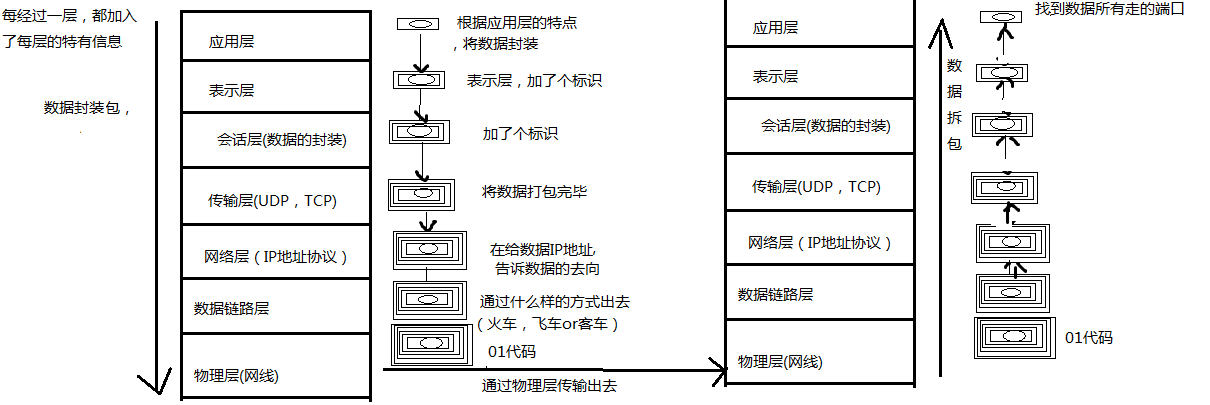 每经过一层，都加入
了每层的特有信息
数据封装包，
应用层
表示层
会话层(数据的封装)
传输层(UDP，TCP)
网络层（IP地址协议）
数据链路层
物理层(网线)
根据应用层的特点
，将数据封装
表示层，加了个标识
加了个标识
将数据打包完毕
在给数据IP地址,
告诉数据的去向
通过什么样的方式出去
（火车，飞车or客车）
01代码
通过物理层传输出去
应用层
表示层
会话层(数据的封装)
传输层(UDP，TCP)
网络层（IP地址协议）
数据链路层
物理层(网线)
数
据
拆
包
找到数据所有走的端口
01代码